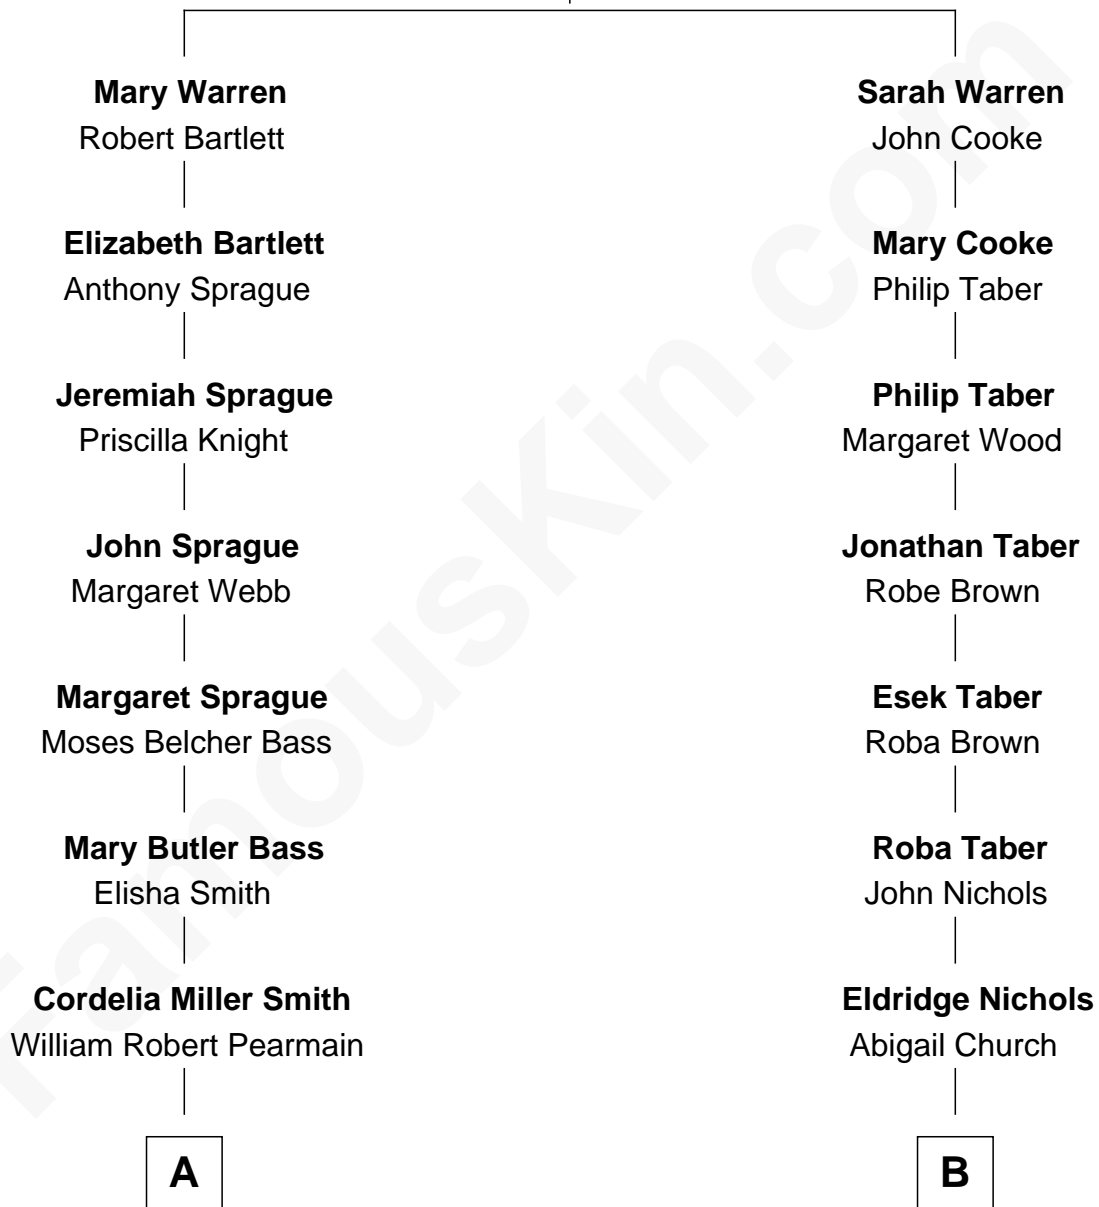 Mary Warren
Robert Bartlett
Elizabeth Bartlett
Anthony Sprague
Jeremiah Sprague
Priscilla Knight
John Sprague
Margaret Webb
Margaret Sprague
Moses Belcher Bass
Mary Butler Bass
Elisha Smith
Cordelia Miller Smith
William Robert Pearmain
A
Sarah Warren
John Cooke
Mary Cooke
Philip Taber
Philip Taber
Margaret Wood
Jonathan Taber
Robe Brown
Esek Taber
Roba Brown
Roba Taber
John Nichols
Eldridge Nichols
Abigail Church
B
FamousKin.com